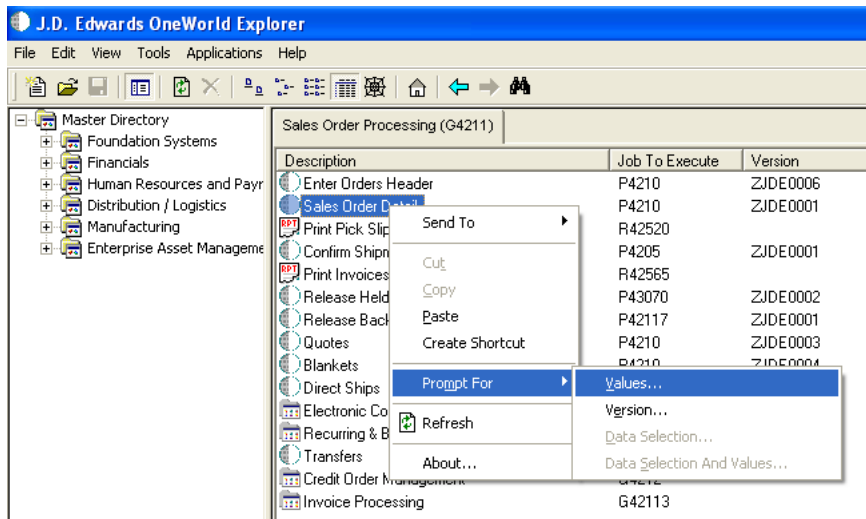 J.D. Edwards OneWorld Explorer
File Edit View Tools Applications Help
Master Directory
Foundation Systems
Financials
Human Resources and Payr
Distribution / Logistics
Manufacturing
Enterprise Asset Manageme
Sales Order Processing (G4211)
Description Job To Execute Version
Enter Orders Header P4210 ZJDE0006
Sales Order Detail P4210 ZJDE0001
Print Pick Slip R42520
Confirm Shipm P4205 ZJDE0001
Print Invoices R42565
Release Held P43070 ZJDE0002
Release Back P42117 ZJDE0001
Quotes P4210 ZJDE0003
Blankets P4210 ZJDE0004
Direct Ships
Electronic Co
Recurring & B
Transfers
Credit Order Management G4212
Invoice Processing G42113
Send To
Cut
Copy
Paste
Create Shortcut
Prompt For
Refresh
About...
Values...
Version...
Data Selection...
Data Selection And Values...
RPT
RPT